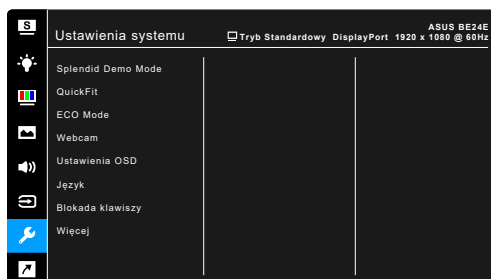 S
ASUS BE24E
Ustawienia systemu
Tryb Standardowy DisplayPort 1920 x 1080 @ 60Hz
Splendid Demo Mode
QuickFit
ECO Mode
Webcam
Ustawienia OSD
Język
Blokada klawiszy
Więcej